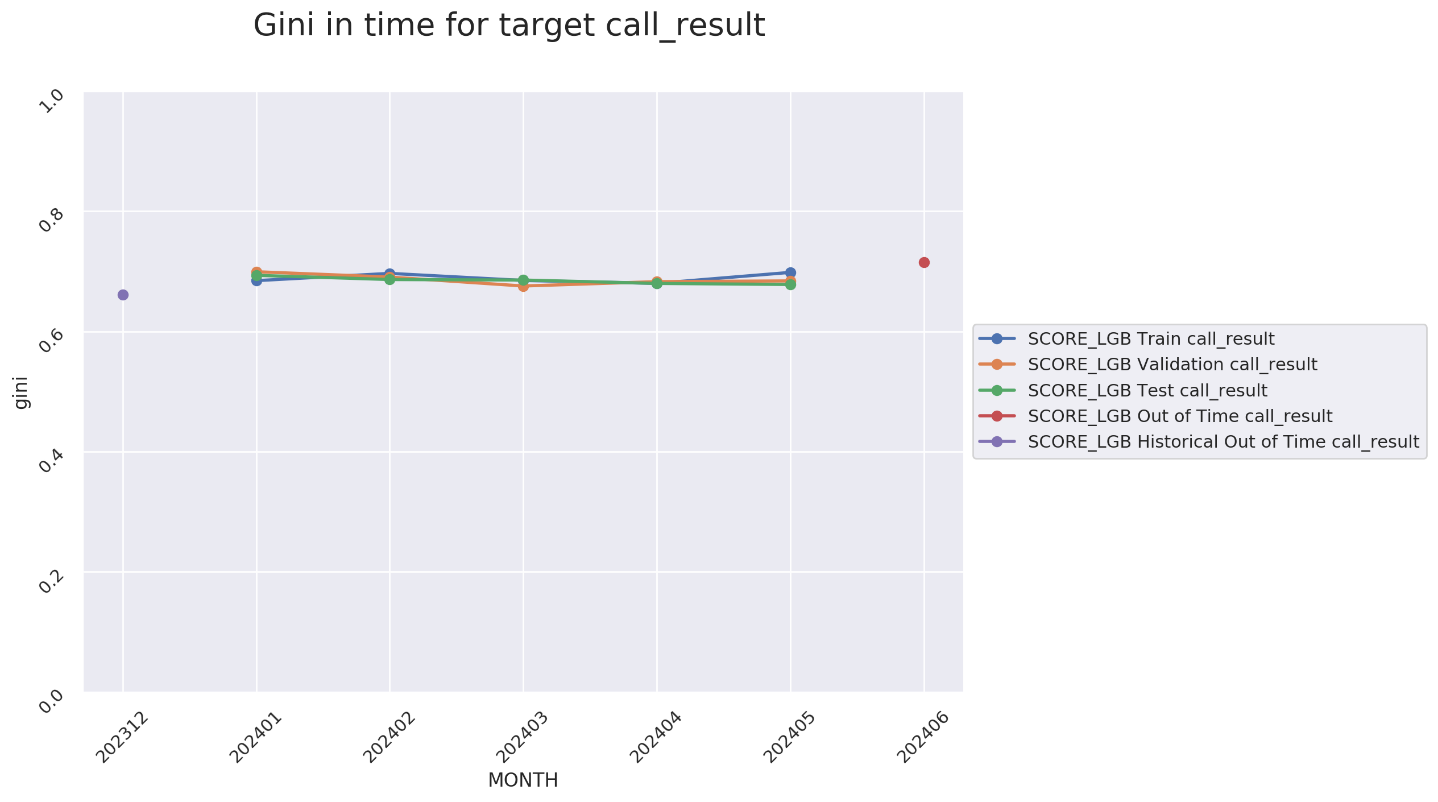 Gini in time for target call_result
1.0
0.8
0.6
0.4
0.2
0.0
gini
202312
202401
202402
202403
202404
202405
202406
MONTH
SCORE_LGB Train call_result
SCORE_LGB Validation call_result
SCORE_LGB Test call_result
SCORE_LGB Out of Time call_result
SCORE_LGB Historical Out of Time call_result